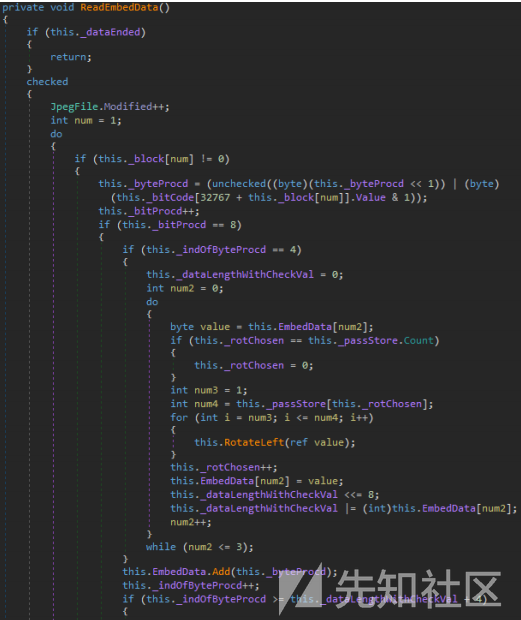 private void ReadEmbedData()
{
    if (this._dataEnded)
    {
        return;
    }
    checked
    {
        JpegFile.Modified++;
        int num = 1;
        do
        {
            if (this._block[num] != 0)
            {
                this._byteProcd = (unchecked((byte)(this._byteProcd << 1)) | (byte)
                (this._bitCode[32767 + this._block[num]].Value & 1));
                this._bitProcd++;
                if (this._bitProcd == 8)
                {
                    if (this._indOfByteProcd == 4)
                    {
                        this._dataLengthWithCheckVal = 0;
                        int num2 = 0;
                        do
                        {
                            byte value = this.EmbedData[num2];
                            if (this._rotChosen == this._passStore.Count)
                            {
                                this._rotChosen = 0;
                            }
                            int num3 = 1;
                            int num4 = this._passStore[this._rotChosen];
                            for (int i = num3; i <= num4; i++)
                            {
                                this.RotateLeft(ref value);
                            }
                            this._rotChosen++;
                            this.EmbedData[num2] = value;
                            this._dataLengthWithCheckVal <<= 8;
                            this._dataLengthWithCheckVal |= (int)this.EmbedData[num2];
                            num2++;
                        }
                        while (num2 <= 3);
                    }
                    this.EmbedData.Add(this._byteProcd);
                    this._indOfByteProcd++;
                    if (this._indOfByteProcd >= this._dataLengthWithCheckVal + 4)
                    {
先知社区